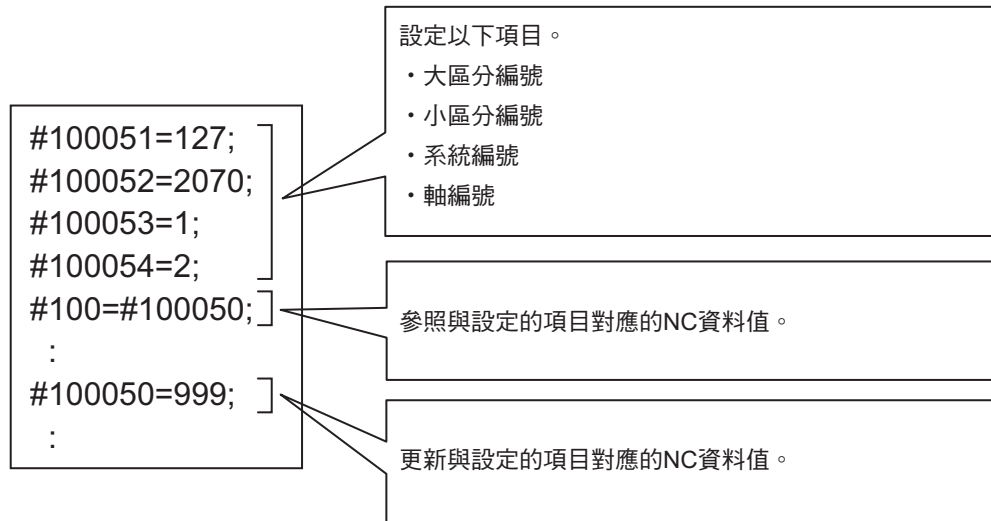 設定以下項目。
・大區分編號
・小區分編號
・系統編號
・軸編號
#100051=127;
#100052=2070;
#100053=1;
#100054=2;
#100=#100050;
:
#100050=999;
:
參照與設定的項目對應的NC資料值。
更新與設定的項目對應的NC資料值。